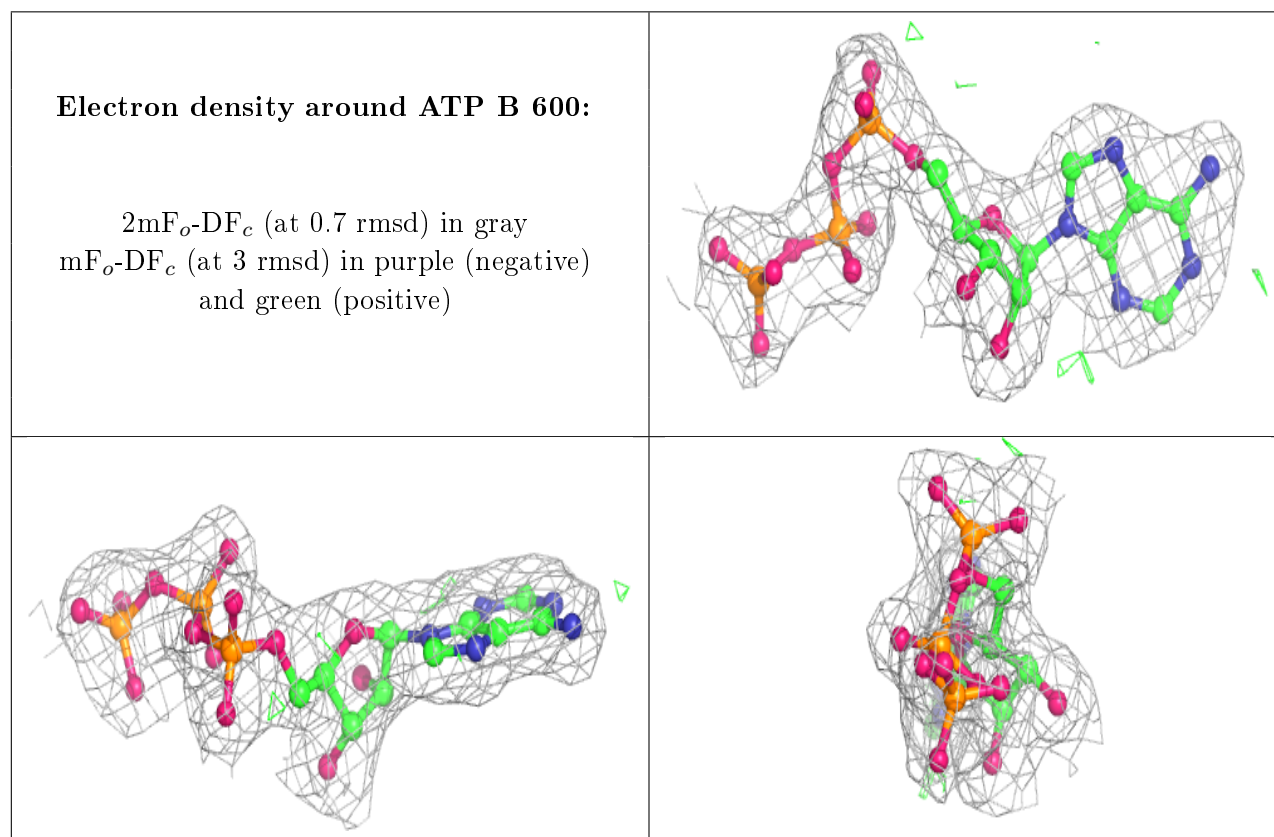 Electron density around ATP B 600:
2mFₒ-DF𝒸 (at 0.7 rmsd) in gray
mFₒ-DF𝒸 (at 3 rmsd) in purple (negative)
and green (positive)